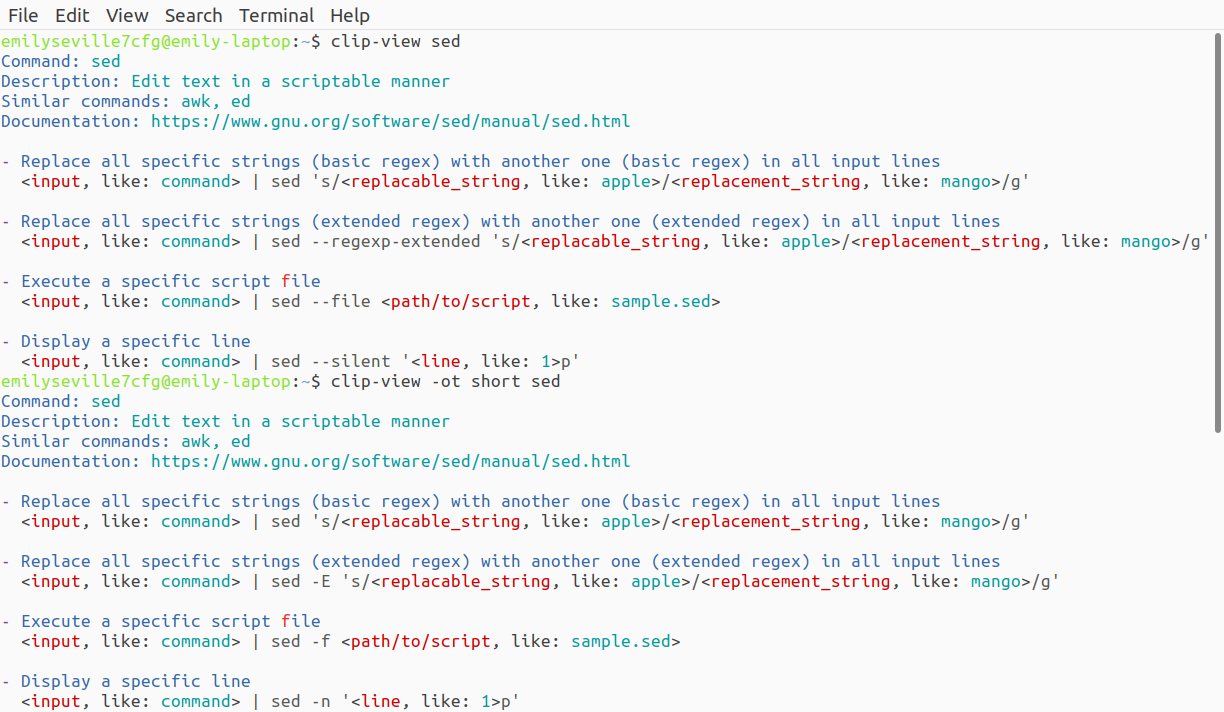 File Edit View Search Terminal Help
emilyseville7cfg@emily-laptop:~$ clip-view sed
Command: sed
Description: Edit text in a scriptable manner
Similar commands: awk, ed
Documentation: https://www.gnu.org/software/sed/manual/sed.html

- Replace all specific strings (basic regex) with another one (basic regex) in all input lines
  <input, like: command> | sed 's/<replacable_string, like: apple>/<replacement_string, like: mango>/g'

- Replace all specific strings (extended regex) with another one (extended regex) in all input lines
  <input, like: command> | sed --regexp-extended 's/<replacable_string, like: apple>/<replacement_string, like: mango>/g'

- Execute a specific script file
  <input, like: command> | sed --file <path/to/script, like: sample.sed>

- Display a specific line
  <input, like: command> | sed --silent '<line, like: 1>p'
emilyseville7cfg@emily-laptop:~$ clip-view -ot short sed
Command: sed
Description: Edit text in a scriptable manner
Similar commands: awk, ed
Documentation: https://www.gnu.org/software/sed/manual/sed.html

- Replace all specific strings (basic regex) with another one (basic regex) in all input lines
  <input, like: command> | sed 's/<replacable_string, like: apple>/<replacement_string, like: mango>/g'

- Replace all specific strings (extended regex) with another one (extended regex) in all input lines
  <input, like: command> | sed -E 's/<replacable_string, like: apple>/<replacement_string, like: mango>/g'

- Execute a specific script file
  <input, like: command> | sed -f <path/to/script, like: sample.sed>

- Display a specific line
  <input, like: command> | sed -n '<line, like: 1>p'